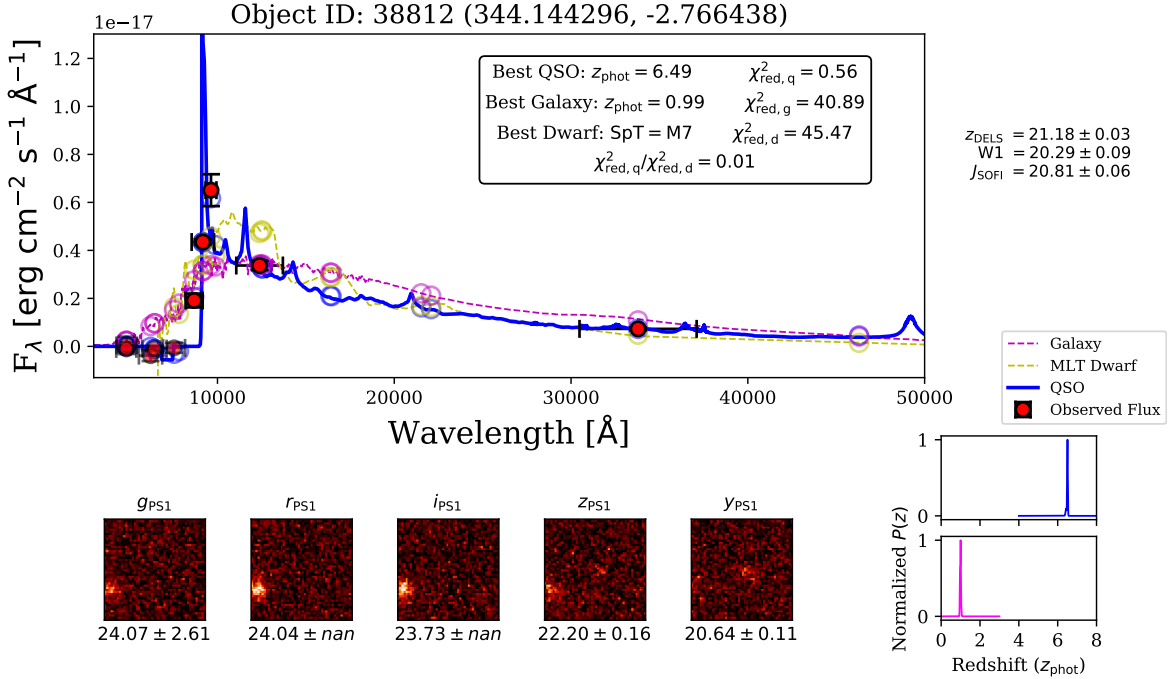 Object ID: 38812 (344.144296, -2.766438)
1e−17
F_λ [erg cm⁻² s⁻¹ Å⁻¹]
1.2
1.0
0.8
0.6
0.4
0.2
0.0
Best QSO: z_phot = 6.49 χ²_red, q = 0.56
Best Galaxy: z_phot = 0.99 χ²_red, g = 40.89
Best Dwarf: SpT = M7 χ²_red, d = 45.47
χ²_red, q/χ²_red, d = 0.01
z_DELS = 21.18 ± 0.03
W1 = 20.29 ± 0.09
J_SOFI = 20.81 ± 0.06
10000 20000 30000 40000 50000
Wavelength [Å]
Galaxy
MLT Dwarf
QSO
Observed Flux
g_PS1 r_PS1 i_PS1 z_PS1 y_PS1
24.07 ± 2.61 24.04 ± nan 23.73 ± nan 22.20 ± 0.16 20.64 ± 0.11
Normalized P(z)
1
0
1
0
0 2 4 6 8
Redshift (z_phot)